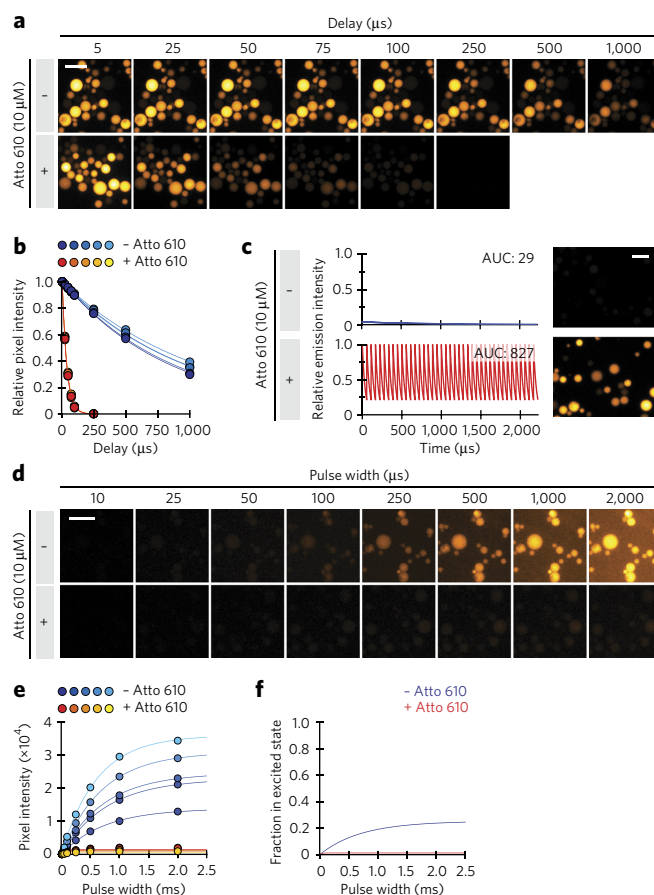 a
Delay (μs)
5 25 50 75 100 250 500 1,000
Atto 610 (10 μM)
–
+
b
– Atto 610
+ Atto 610
Relative pixel intensity
1.0
0.8
0.6
0.4
0.2
0
0 250 500 750 1,000
Delay (μs)
c
Atto 610 (10 μM)
–
+
Relative emission intensity
1.0
0.5
0
AUC: 29
1.0
0.5
0
AUC: 827
0 500 1,000 1,500 2,000
Time (μs)
d
Pulse width (μs)
10 25 50 100 250 500 1,000 2,000
Atto 610 (10 μM)
–
+
e
– Atto 610
+ Atto 610
Pixel intensity (×10⁴)
4
3
2
1
0
0 0.5 1.0 1.5 2.0 2.5
Pulse width (ms)
f
– Atto 610
+ Atto 610
Fraction in excited state
1.0
0.8
0.6
0.4
0.2
0
0 0.5 1.0 1.5 2.0 2.5
Pulse width (ms)